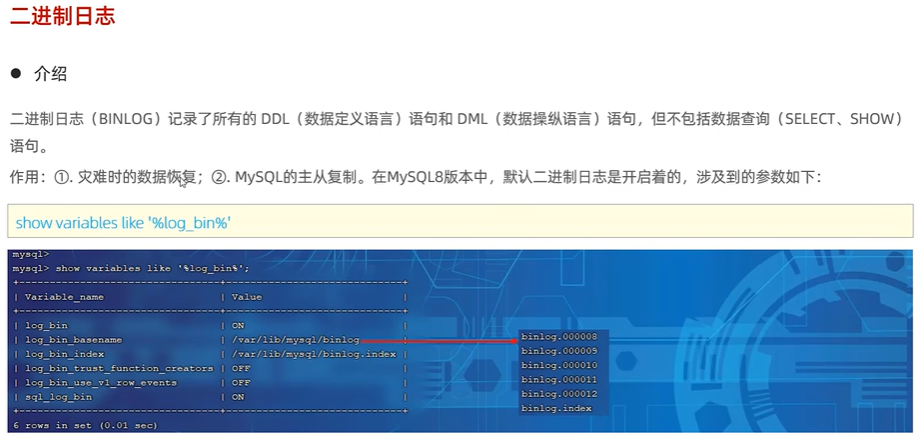 二进制日志
● 介绍
二进制日志（BINLOG）记录了所有的 DDL（数据定义语言）语句和 DML（数据操纵语言）语句，但不包括数据查询（SELECT、SHOW）
语句。
作用：①. 灾难时的数据恢复；②. MySQL的主从复制。在MySQL8版本中，默认二进制日志是开启着的，涉及到的参数如下：
show variables like '%log_bin%'
mysql>
mysql> show variables like '%log_bin%';
+---------------------------------+--------------------------------+
| Variable_name | Value |
+---------------------------------+--------------------------------+
| log_bin | ON |
| log_bin_basename | /var/lib/mysql/binlog |
| log_bin_index | /var/lib/mysql/binlog.index |
| log_bin_trust_function_creators | OFF |
| log_bin_use_v1_row_events | OFF |
| sql_log_bin | ON |
+---------------------------------+--------------------------------+
6 rows in set (0.01 sec)
binlog.000008
binlog.000009
binlog.000010
binlog.000011
binlog.000012
binlog.index